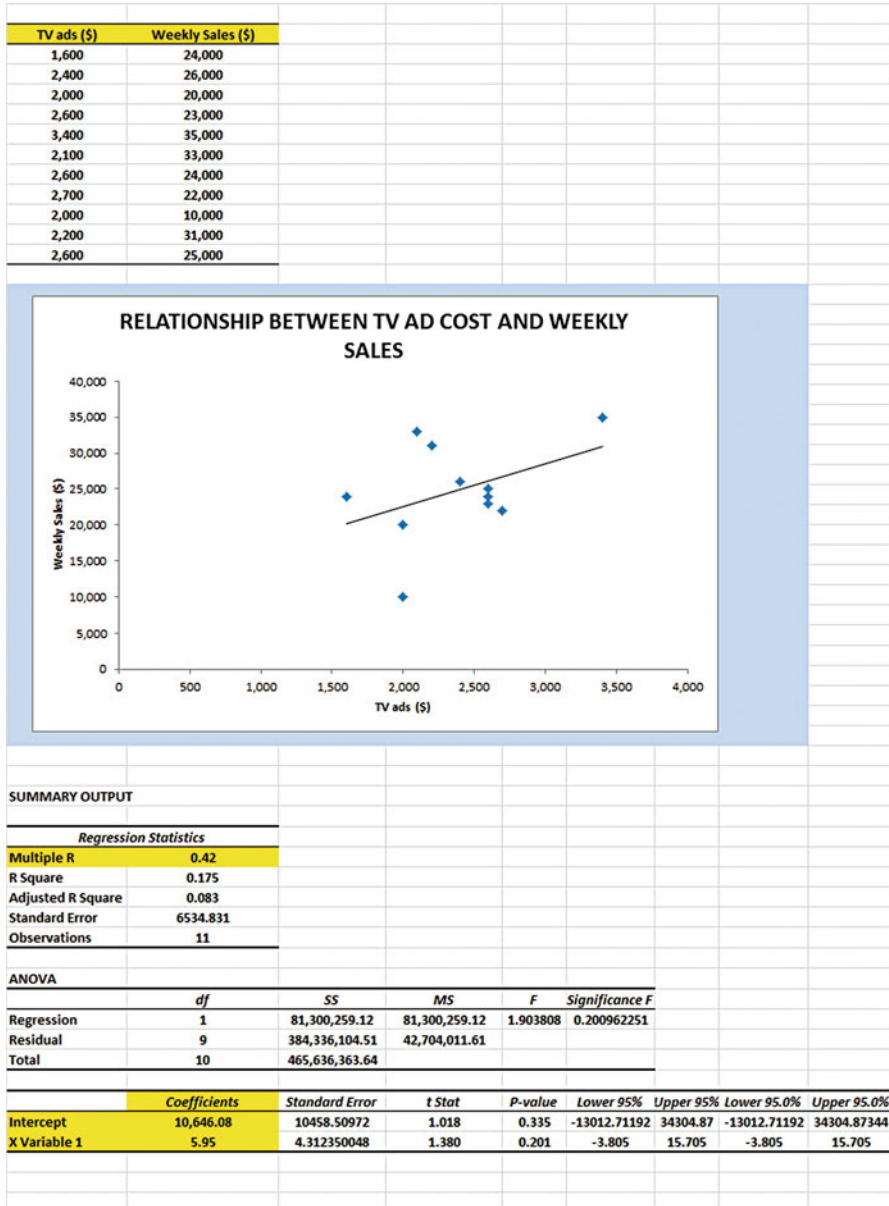 TV ads ($) Weekly Sales ($)
1,600 24,000
2,400 26,000
2,000 20,000
2,600 23,000
3,400 35,000
2,100 33,000
2,600 24,000
2,700 22,000
2,000 10,000
2,200 31,000
2,600 25,000
RELATIONSHIP BETWEEN TV AD COST AND WEEKLY
SALES
40,000
35,000
30,000
25,000
20,000
15,000
10,000
5,000
0
Weekly Sales ($)
0 500 1,000 1,500 2,000 2,500 3,000 3,500 4,000
TV ads ($)
SUMMARY OUTPUT
Regression Statistics
Multiple R 0.42
R Square 0.175
Adjusted R Square 0.083
Standard Error 6534.831
Observations 11
ANOVA
df SS MS F Significance F
Regression 1 81,300,259.12 81,300,259.12 1.903808 0.200962251
Residual 9 384,336,104.51 42,704,011.61
Total 10 465,636,363.64
Coefficients Standard Error t Stat P-value Lower 95% Upper 95% Lower 95.0% Upper 95.0%
Intercept 10,646.08 10458.50972 1.018 0.335 -13012.71192 34304.87 -13012.71192 34304.87344
X Variable 1 5.95 4.312350048 1.380 0.201 -3.805 15.705 -3.805 15.705